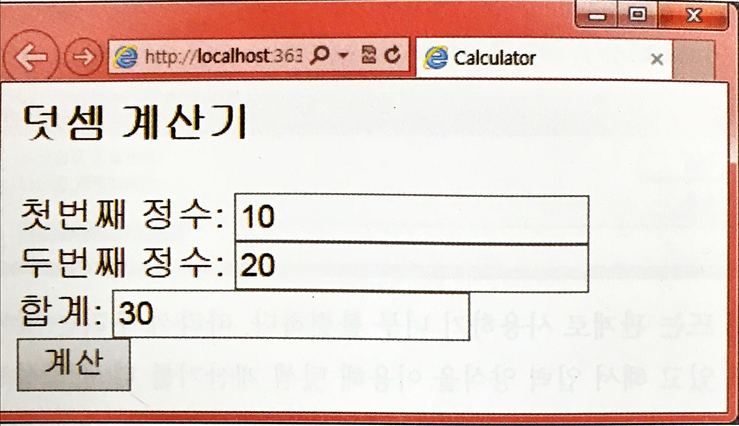 http://localhost:363
Calculator
덧셈 계산기
첫번째 정수: 10
두번째 정수: 20
합계: 30
계산